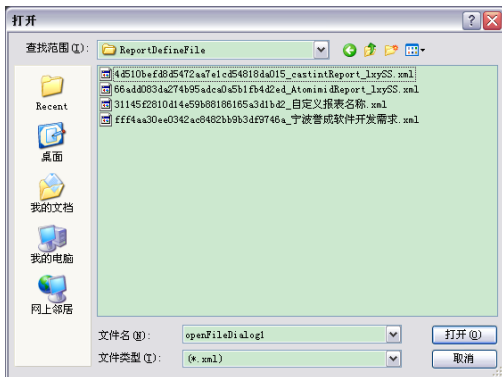 打开
查找范围(I):
ReportDefineFile
4d510befd8d5472aa7e1cd54818da015_castintReport_lxySS.xml
66add083da274b95adca0a5b1fb4d2ed_AtominidReport_lxySS.xml
31145f2810d14e59b88186165a3d1bd2_自定义报表名称.xml
fff4aa30ee0342ac8482bb9b3df9746a_宁波誉成软件开发需求.xml
Recent
桌面
我的文档
我的电脑
网上邻居
文件名(N):
openFileDialog1
打开(O)
文件类型(T):
(*.xml)
取消